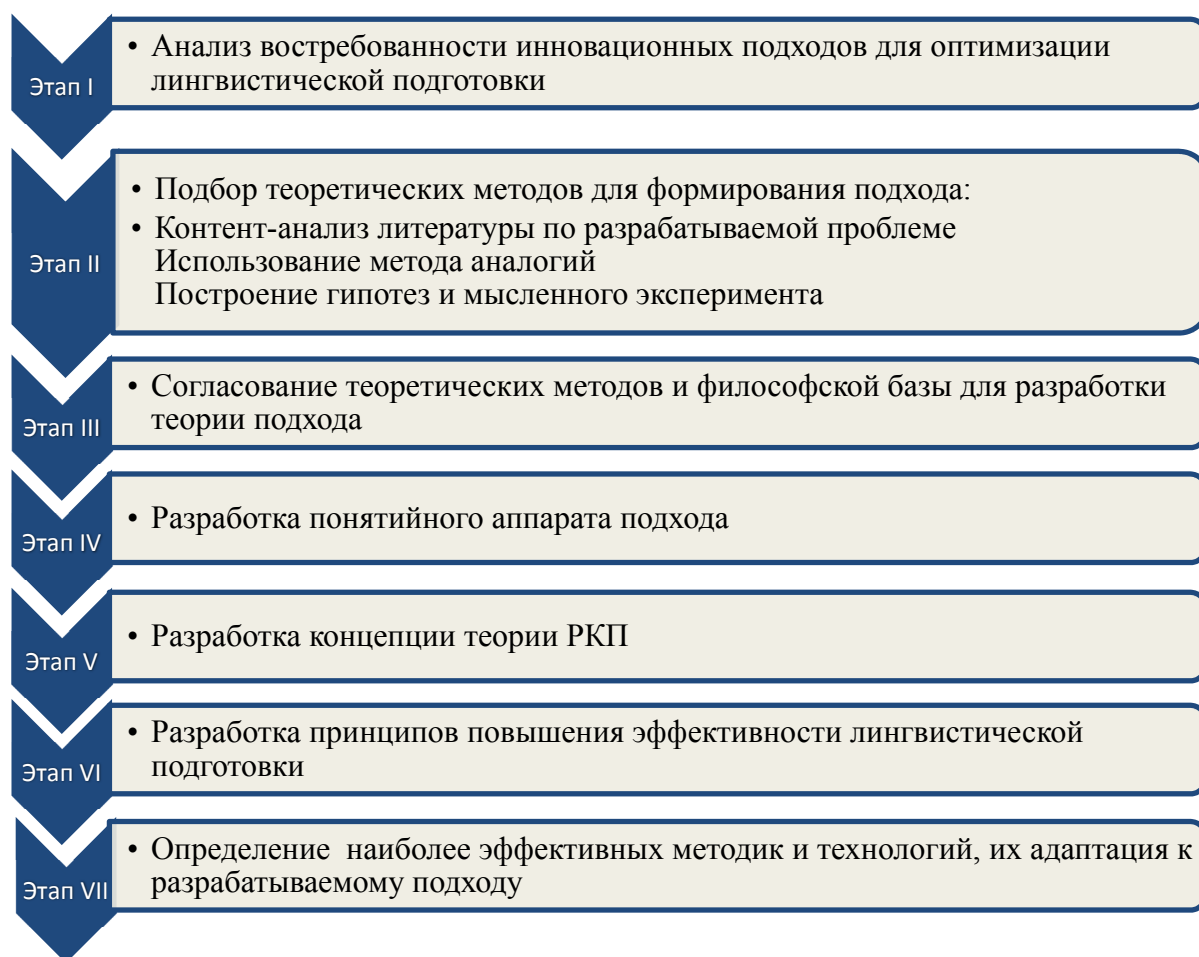 Этап I
• Анализ востребованности инновационных подходов для оптимизации
лингвистической подготовки
Этап II
• Подбор теоретических методов для формирования подхода:
• Контент-анализ литературы по разрабатываемой проблеме
Использование метода аналогий
Построение гипотез и мысленного эксперимента
Этап III
• Согласование теоретических методов и философской базы для разработки
теории подхода
Этап IV
• Разработка понятийного аппарата подхода
Этап V
• Разработка концепции теории РКП
Этап VI
• Разработка принципов повышения эффективности лингвистической
подготовки
Этап VII
• Определение наиболее эффективных методик и технологий, их адаптация к
разрабатываемому подходу